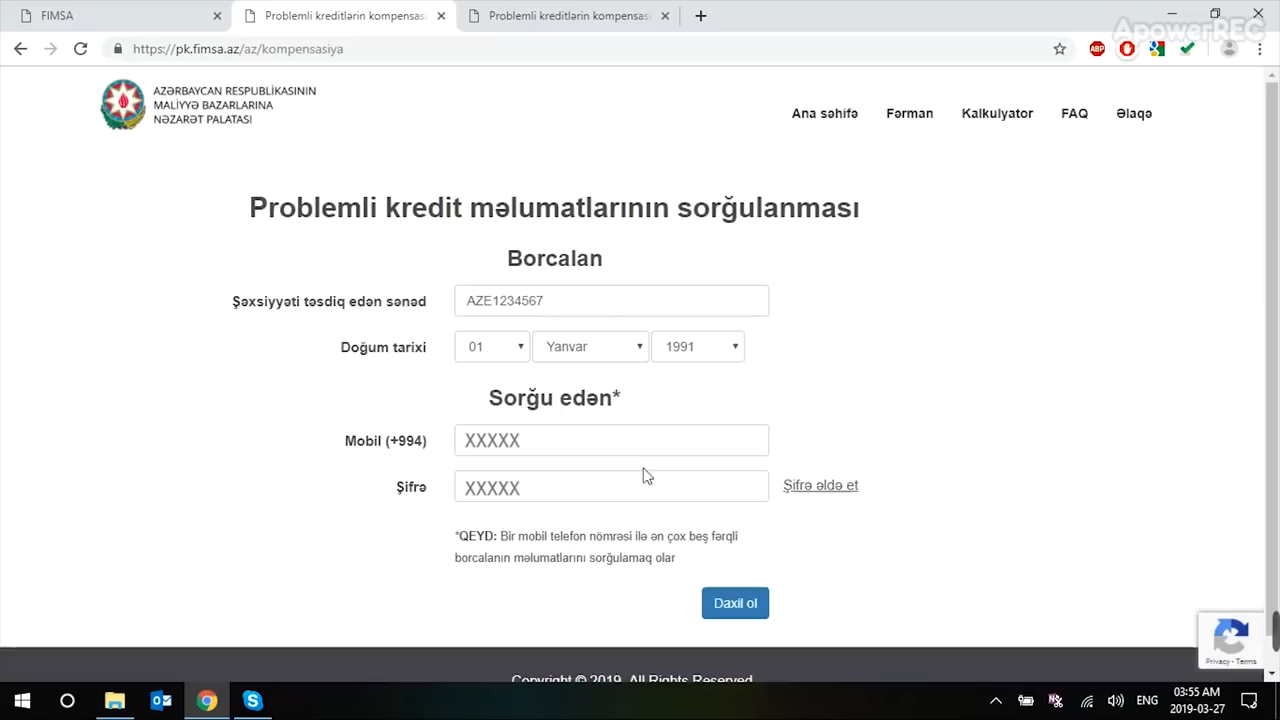 FIMSA
Problemli kreditlərin kompensas
Problemli kreditlərin kompensas
ApowerREC
https://pk.fimsa.az/az/kompensasiya
ABP
AZƏRBAYCAN RESPUBLİKASININ
MALİYYƏ BAZARLARINA
NƏZARƏT PALATASI
Ana səhifə
Fərman
Kalkulyator
FAQ
Əlaqə
Problemli kredit məlumatlarının sorğulanması
Borcalan
Şəxsiyyəti təsdiq edən sənəd
AZE1234567
Doğum tarixi
01
Yanvar
1991
Sorğu edən*
Mobil (+994)
XXXXX
Şifrə
XXXXX
Şifrə əldə et
*QEYD: Bir mobil telefon nömrəsi ilə ən çox beş fərqli
borcalanın məlumatlarını sorğulamaq olar
Daxil ol
Privacy - Terms
Copyright © 2019. All Rights Reserved
ENG
03:55 AM
2019-03-27